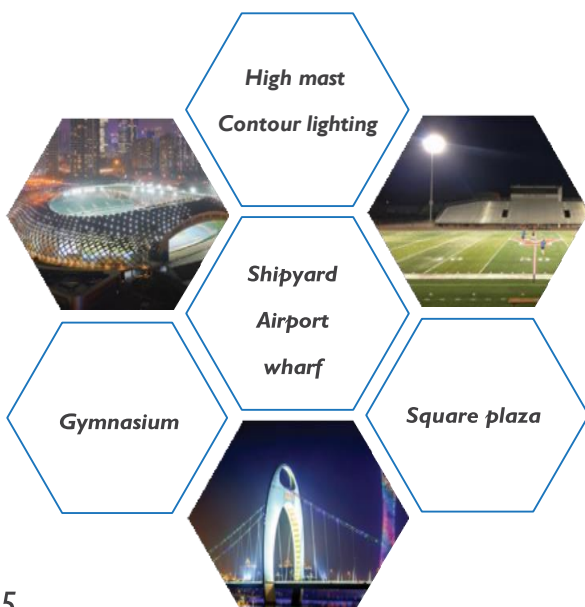 High mast
Contour lighting
Shipyard
Airport
wharf
Gymnasium
Square plaza
5